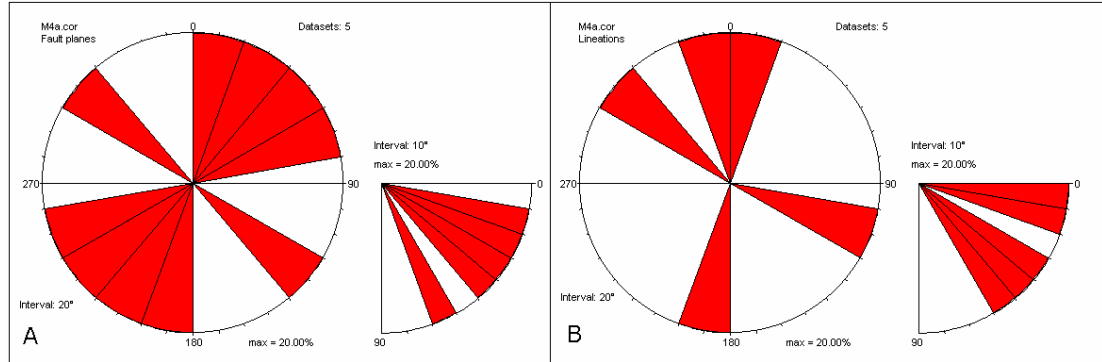 M4a.cor
Fault planes
0
Datasets: 5
Interval: 10°
max = 20.00%
270
90
0
Interval: 20°
A
180
max = 20.00%
90
M4a.cor
Lineations
0
Datasets: 5
Interval: 10°
max = 20.00%
270
90
0
Interval: 20°
B
180
max = 20.00%
90